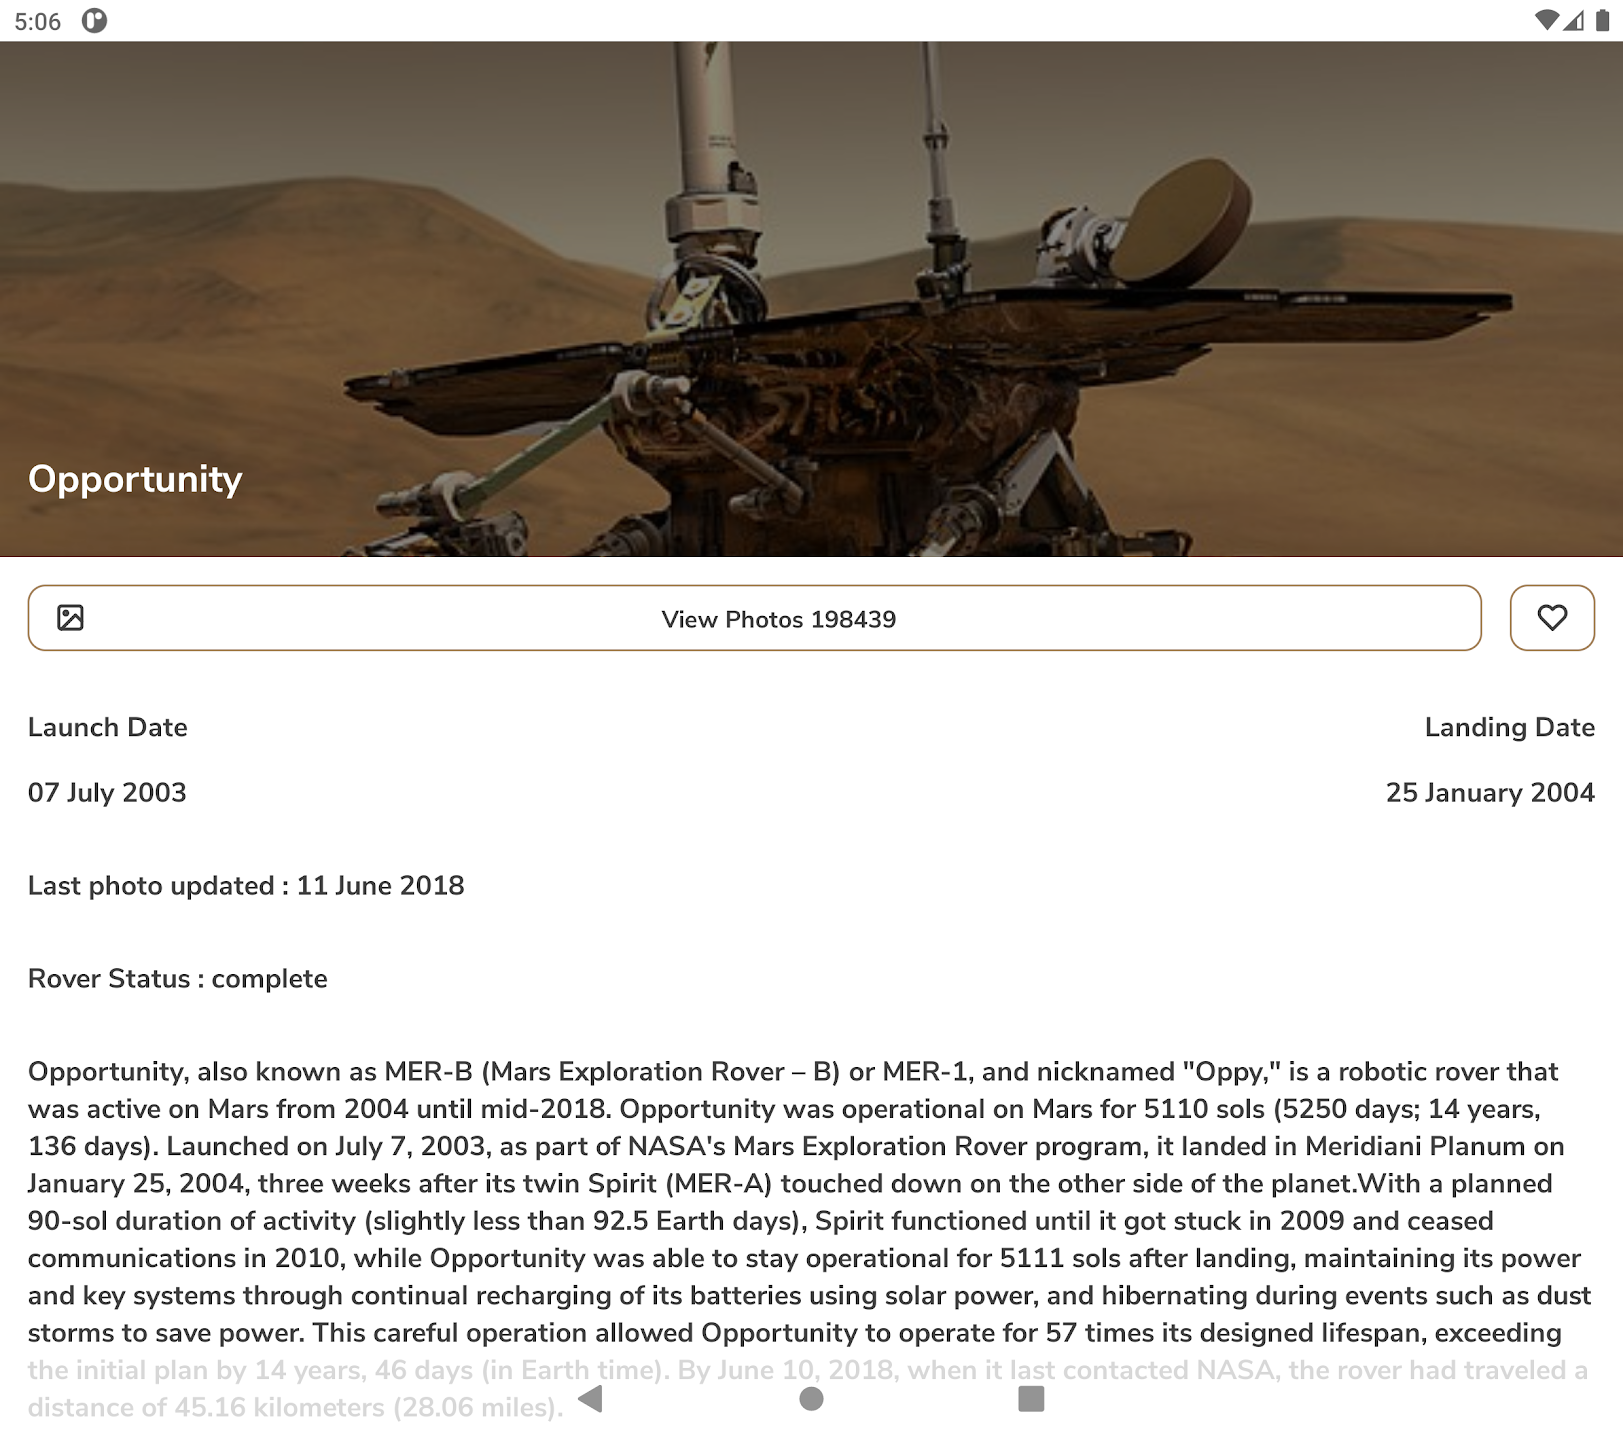 5:06
Opportunity
View Photos 198439
Launch Date
Landing Date
07 July 2003
25 January 2004
Last photo updated : 11 June 2018
Rover Status : complete
Opportunity, also known as MER-B (Mars Exploration Rover – B) or MER-1, and nicknamed "Oppy," is a robotic rover that
was active on Mars from 2004 until mid-2018. Opportunity was operational on Mars for 5110 sols (5250 days; 14 years,
136 days). Launched on July 7, 2003, as part of NASA's Mars Exploration Rover program, it landed in Meridiani Planum on
January 25, 2004, three weeks after its twin Spirit (MER-A) touched down on the other side of the planet.With a planned
90-sol duration of activity (slightly less than 92.5 Earth days), Spirit functioned until it got stuck in 2009 and ceased
communications in 2010, while Opportunity was able to stay operational for 5111 sols after landing, maintaining its power
and key systems through continual recharging of its batteries using solar power, and hibernating during events such as dust
storms to save power. This careful operation allowed Opportunity to operate for 57 times its designed lifespan, exceeding
the initial plan by 14 years, 46 days (in Earth time). By June 10, 2018, when it last contacted NASA, the rover had traveled a
distance of 45.16 kilometers (28.06 miles).